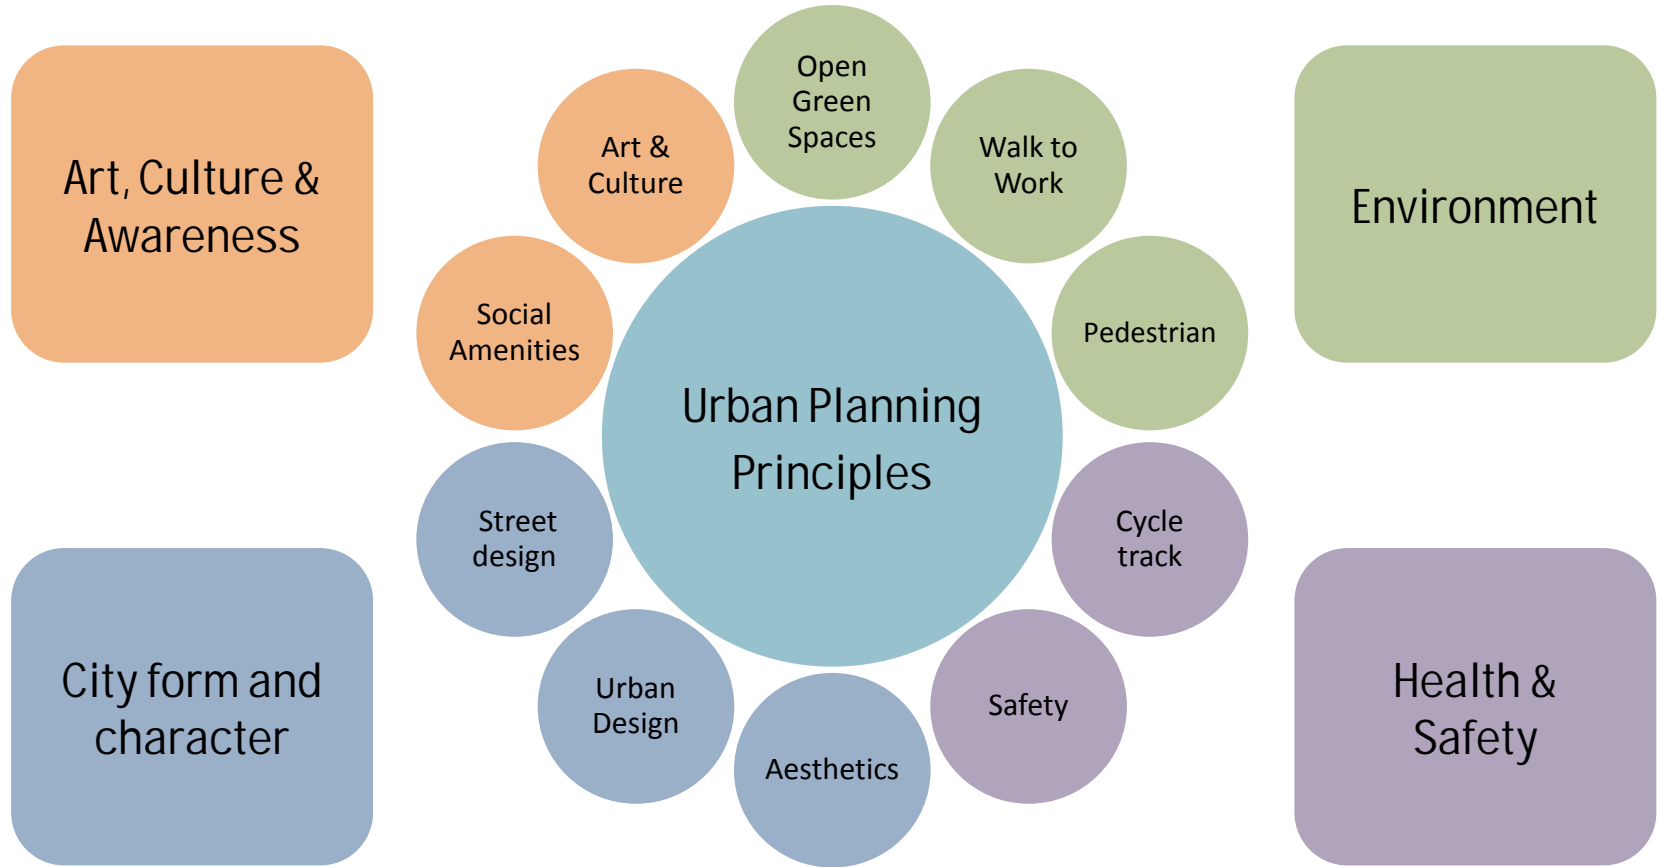 Art, Culture &
Awareness
City form and
character
Open
Green
Spaces
Walk to
Work
Pedestrian
Cycle
track
Safety
Aesthetics
Urban
Design
Street
design
Social
Amenities
Art &
Culture
Urban Planning
Principles
Environment
Health &
Safety